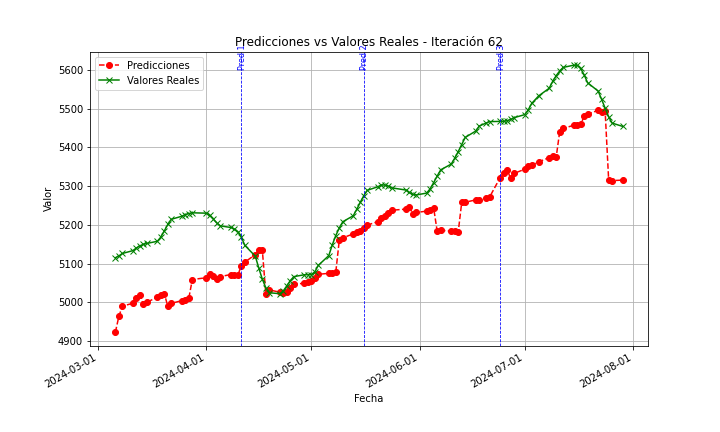 Predicciones vs Valores Reales - Iteración 62
Pred 1
Pred 2
Pred 3
Predicciones
Valores Reales
5600
5500
5400
5300
5200
5100
5000
4900
Valor
2024-03-01
2024-04-01
2024-05-01
2024-06-01
2024-07-01
2024-08-01
Fecha